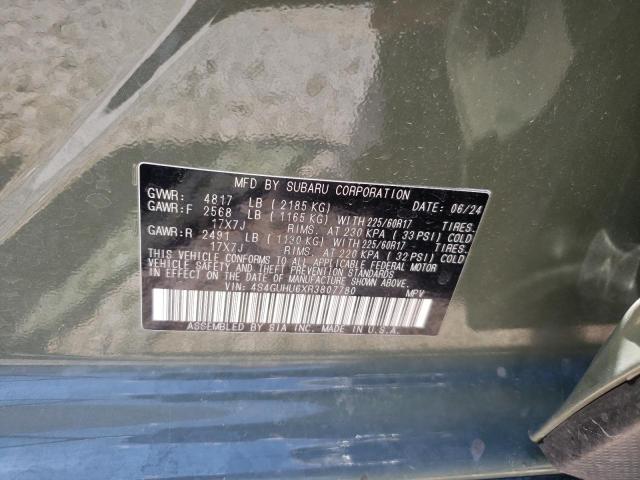 MFD BY SUBARU CORPORATION
GVWR: 4817 LB ( 2185 KG) DATE: 06/24
GAWR:F 2568 LB ( 1165 KG) WITH 225/60R17 TIRES.
17X7J RIMS. AT 230 KPA ( 33 PSI) COLD
GAWR:R 2491 LB ( 1130 KG) WITH 225/60R17 TIRES.
17X7J RIMS. AT 220 KPA ( 32 PSI) COLD
THIS VEHICLE CONFORMS TO ALL APPLICABLE FEDERAL MOTOR
VEHICLE SAFETY AND THEFT PREVENTION STANDARDS
IN EFFECT ON THE DATE OF MANUFACTURE SHOWN ABOVE.
VIN: 4S4GUHU6XR3807780 MPV
ASSEMBLED BY SIA INC. MADE IN U.S.A.